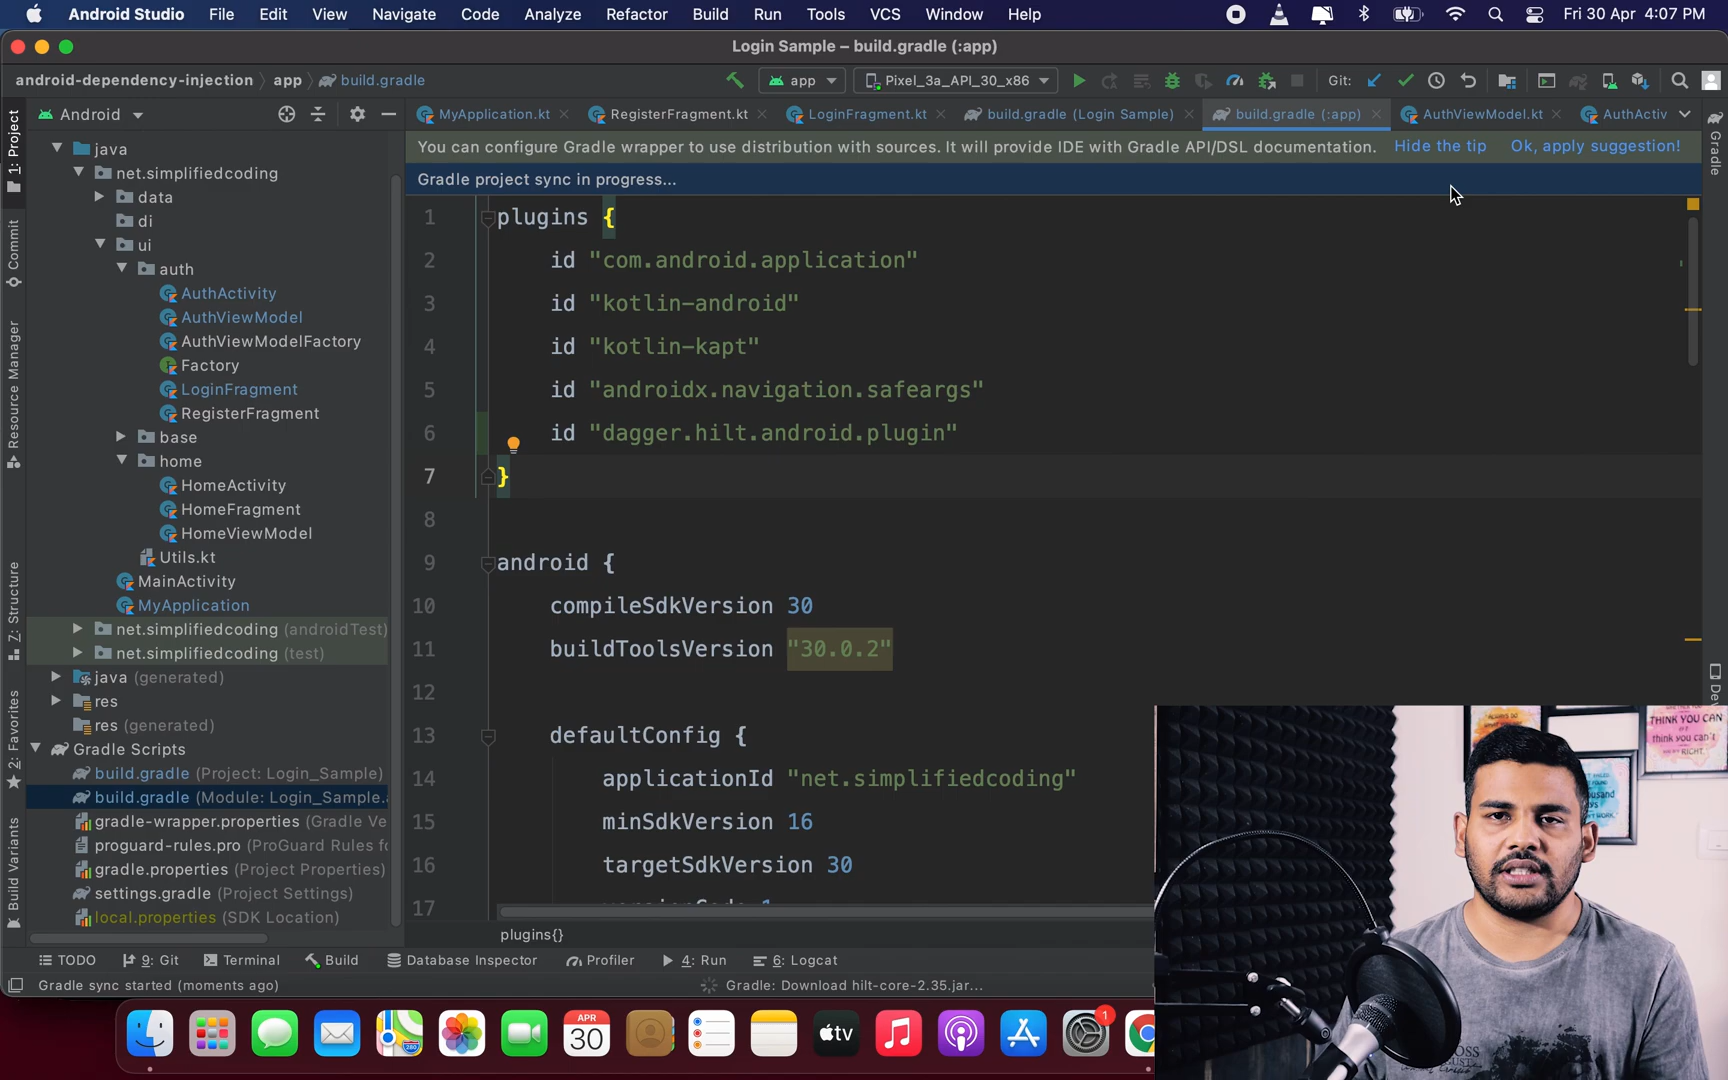 Android Studio File Edit View Navigate Code Analyze Refactor Build Run Tools VCS Window Help Fri 30 Apr 4:07 PM
Login Sample – build.gradle (:app)
android-dependency-injection app build.gradle app Pixel_3a_API_30_x86 Git:
Android MyApplication.kt RegisterFragment.kt LoginFragment.kt build.gradle (Login Sample) build.gradle (:app) AuthViewModel.kt AuthActiv
You can configure Gradle wrapper to use distribution with sources. It will provide IDE with Gradle API/DSL documentation. Hide the tip Ok, apply suggestion!
Gradle project sync in progress...
1: Project
Commit
Resource Manager
Z: Structure
2: Favorites
Build Variants
Gradle
java
net.simplifiedcoding
data
di
ui
auth
AuthActivity
AuthViewModel
AuthViewModelFactory
Factory
LoginFragment
RegisterFragment
base
home
HomeActivity
HomeFragment
HomeViewModel
Utils.kt
MainActivity
MyApplication
net.simplifiedcoding (androidTest)
net.simplifiedcoding (test)
java (generated)
res
res (generated)
Gradle Scripts
build.gradle (Project: Login_Sample)
build.gradle (Module: Login_Sample.
gradle-wrapper.properties (Gradle Ve
proguard-rules.pro (ProGuard Rules fo
gradle.properties (Project Properties)
settings.gradle (Project Settings)
local.properties (SDK Location)
1 plugins {
2 id "com.android.application"
3 id "kotlin-android"
4 id "kotlin-kapt"
5 id "androidx.navigation.safeargs"
6 id "dagger.hilt.android.plugin"
7 }
8
9 android {
10 compileSdkVersion 30
11 buildToolsVersion "30.0.2"
12
13 defaultConfig {
14 applicationId "net.simplifiedcoding"
15 minSdkVersion 16
16 targetSdkVersion 30
17
plugins{}
TODO 9: Git Terminal Build Database Inspector Profiler 4: Run 6: Logcat
Gradle sync started (moments ago) Gradle: Download hilt-core-2.35.jar...
APR
30
tv
1
THINK YOU CAN
think you can't
RIGHT.